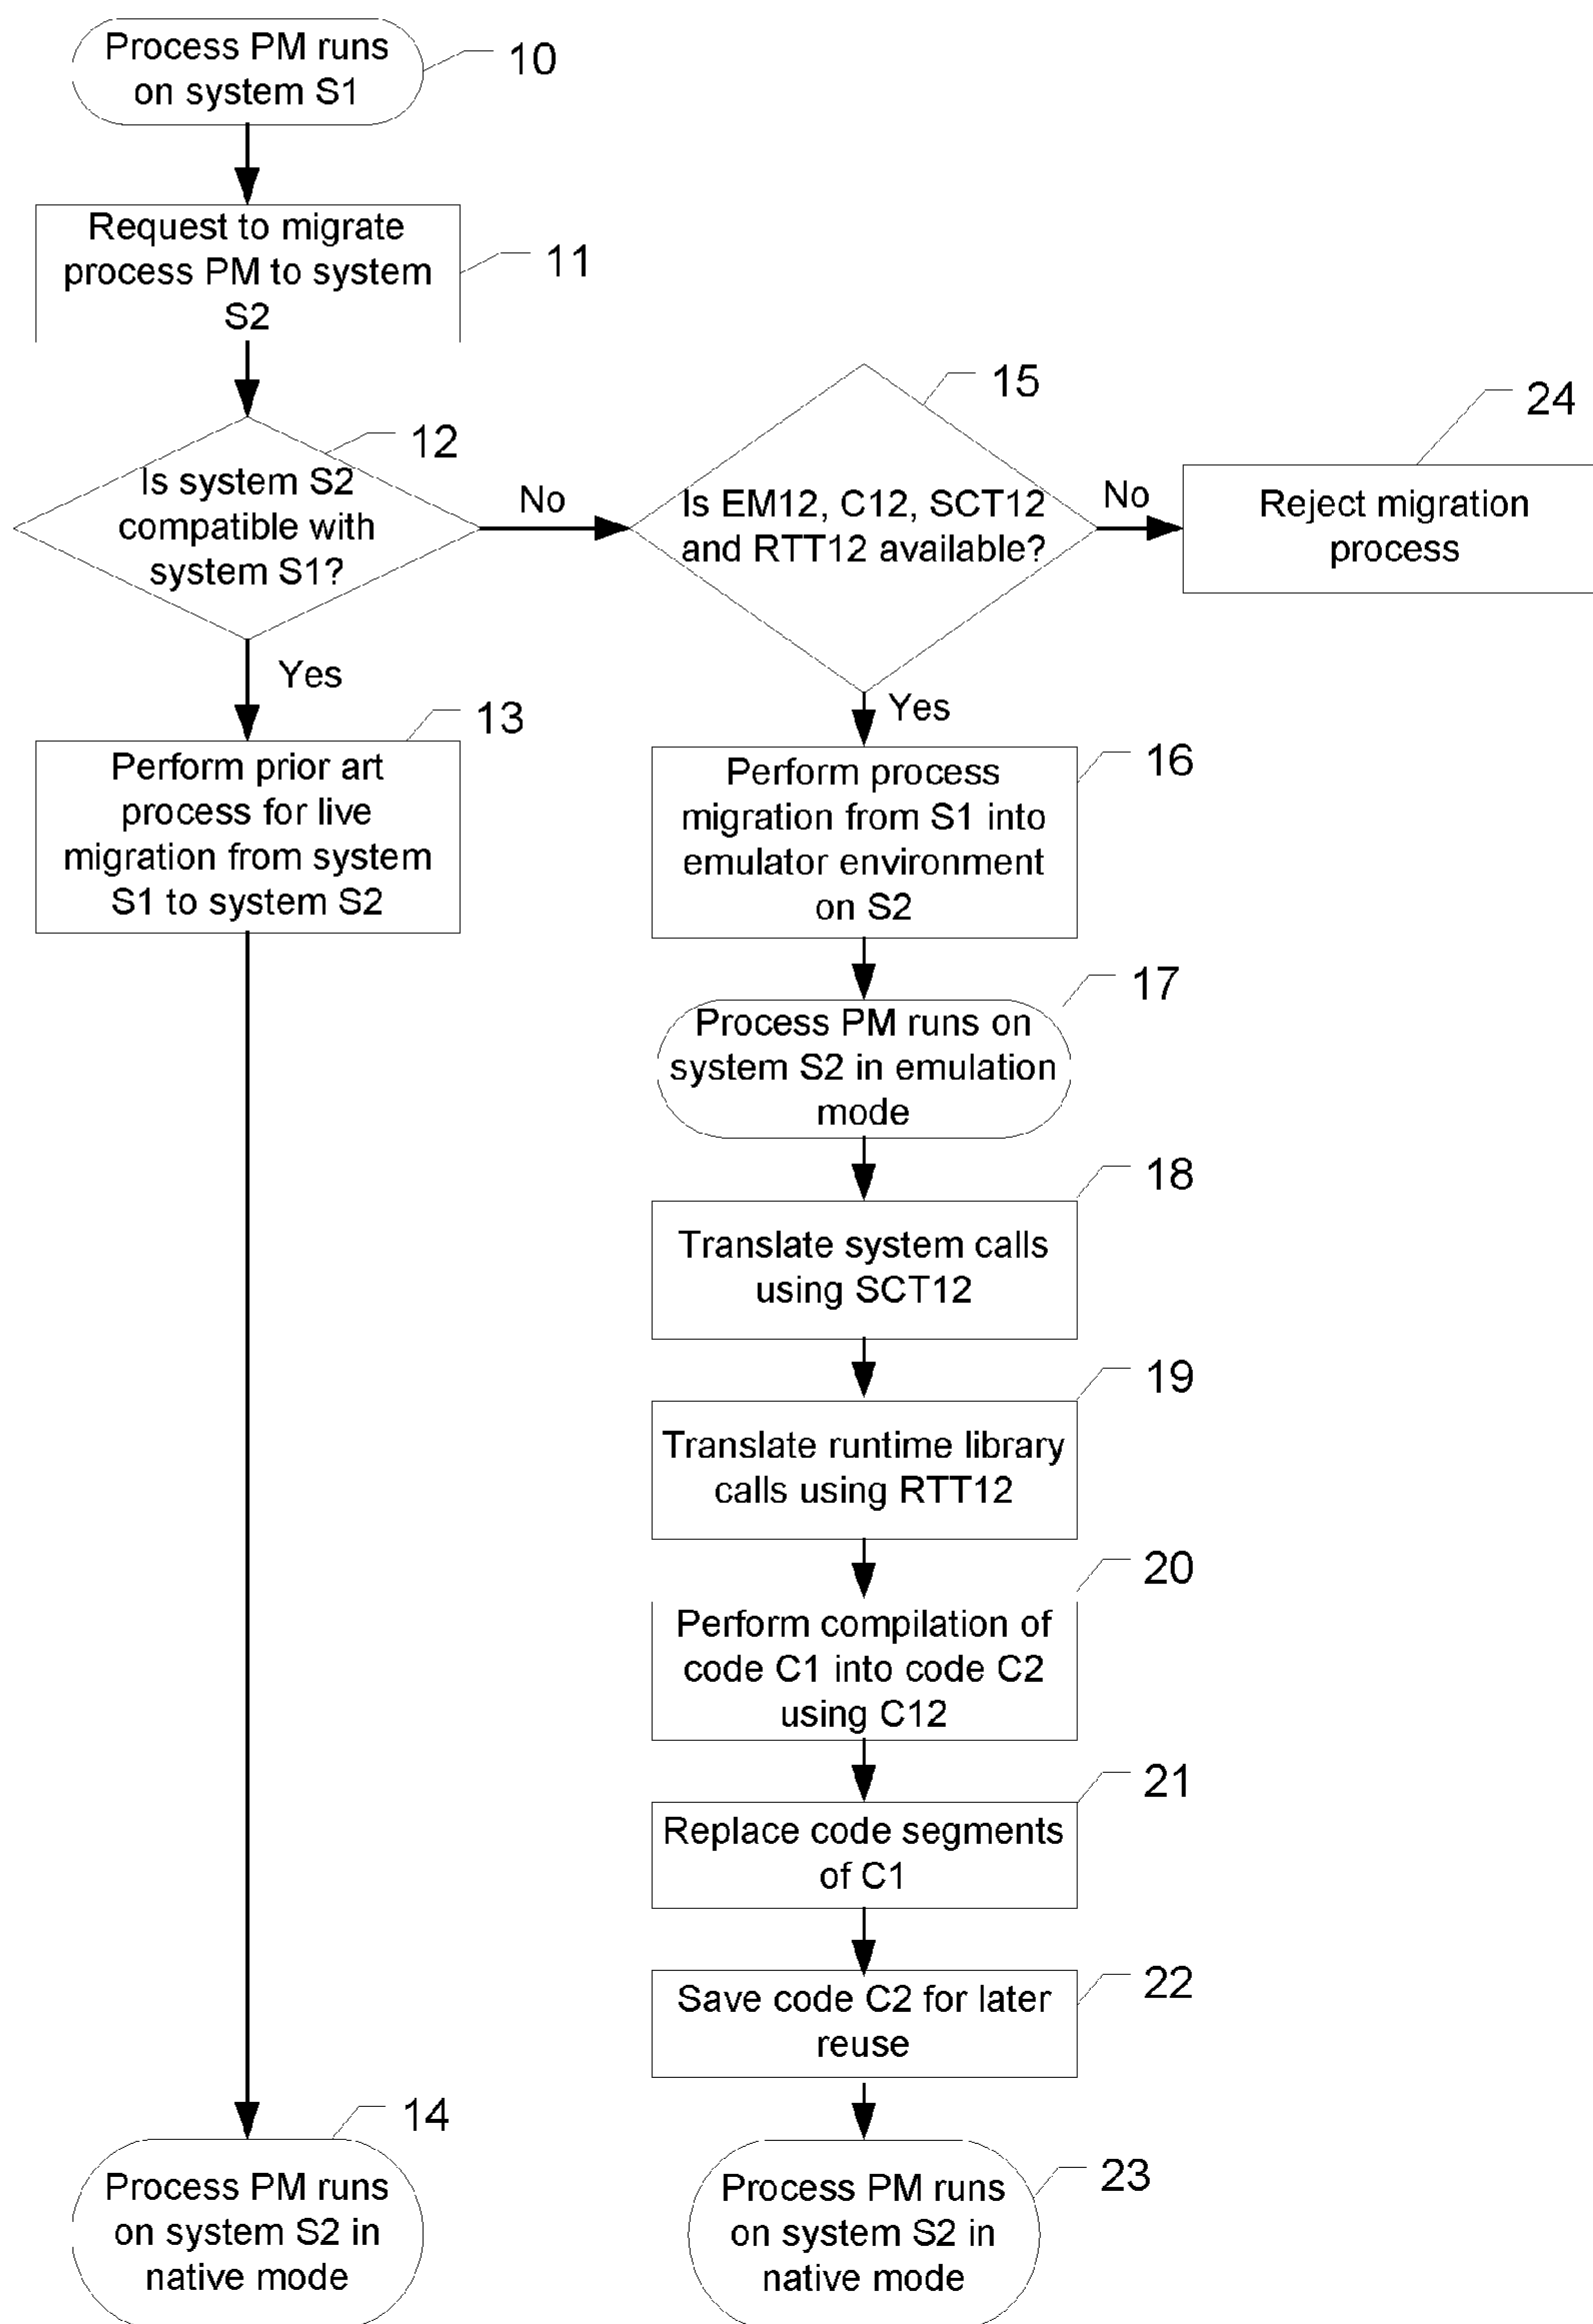 Process PM runs
on system S1
10
Request to migrate
process PM to system
S2
11
12
Is system S2
compatible with
system S1?
No
Yes
15
Is EM12, C12, SCT12
and RTT12 available?
No
Yes
24
Reject migration
process
13
Perform prior art
process for live
migration from system
S1 to system S2
16
Perform process
migration from S1 into
emulator environment
on S2
17
Process PM runs on
system S2 in emulation
mode
18
Translate system calls
using SCT12
19
Translate runtime library
calls using RTT12
20
Perform compilation of
code C1 into code C2
using C12
21
Replace code segments
of C1
22
Save code C2 for later
reuse
14
Process PM runs
on system S2 in
native mode
23
Process PM runs
on system S2 in
native mode